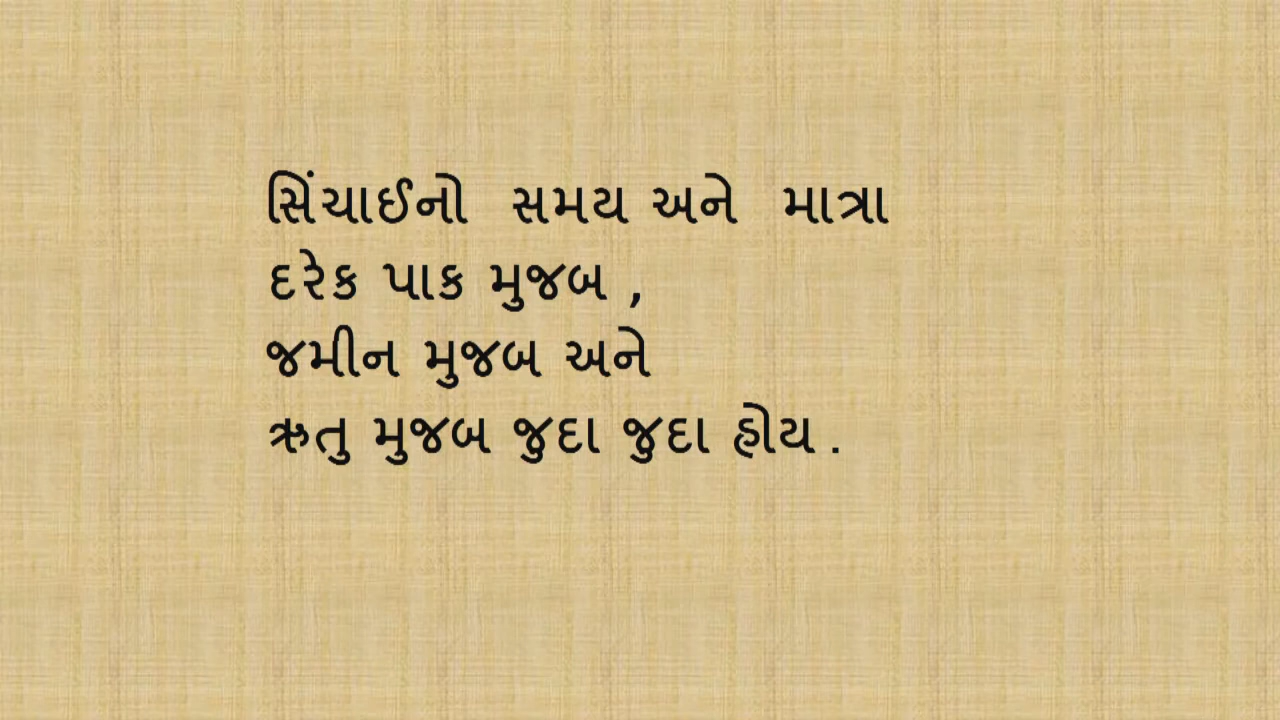 સિંચાઈનો સમય અને માત્રા
દરેક પાક મુજબ ,
જમીન મુજબ અને
ઋતુ મુજબ જુદા જુદા હોય .